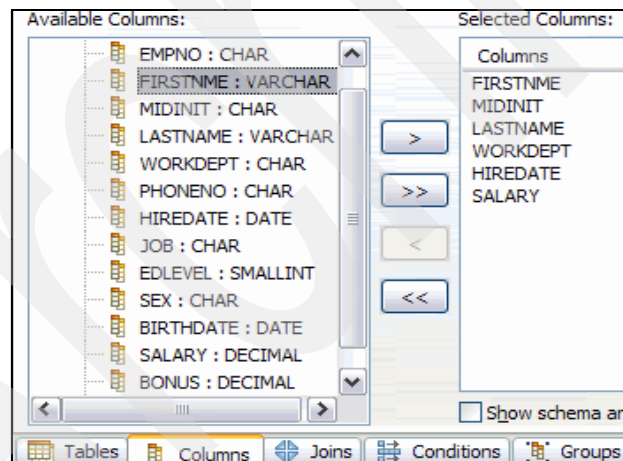 Available Columns:
EMPNO : CHAR
FIRSTNME : VARCHAR
MIDINIT : CHAR
LASTNAME : VARCHAR
WORKDEPT : CHAR
PHONENO : CHAR
HIREDATE : DATE
JOB : CHAR
EDLEVEL : SMALLINT
SEX : CHAR
BIRTHDATE : DATE
SALARY : DECIMAL
BONUS : DECIMAL
>
>>
<
<<
Selected Columns:
Columns
FIRSTNME
MIDINIT
LASTNAME
WORKDEPT
HIREDATE
SALARY
Show schema
Tables Columns Joins Conditions Groups